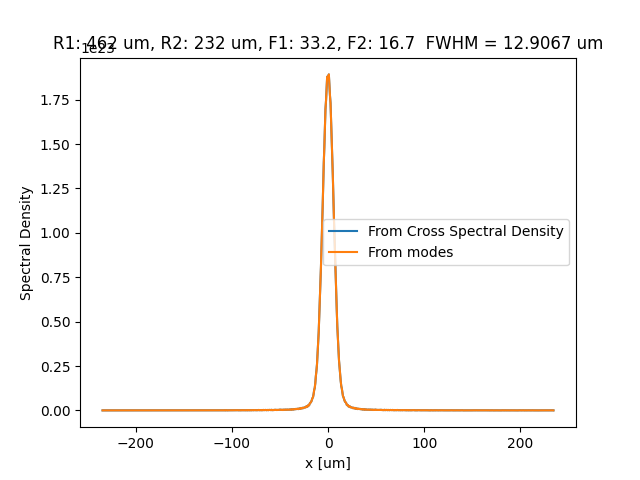 R1: 462 um, R2: 232 um, F1: 33.2, F2: 16.7  FWHM = 12.9067 um
1e23
1.75
1.50
1.25
1.00
0.75
0.50
0.25
0.00
Spectral Density
From Cross Spectral Density
From modes
−200
−100
0
100
200
x [um]